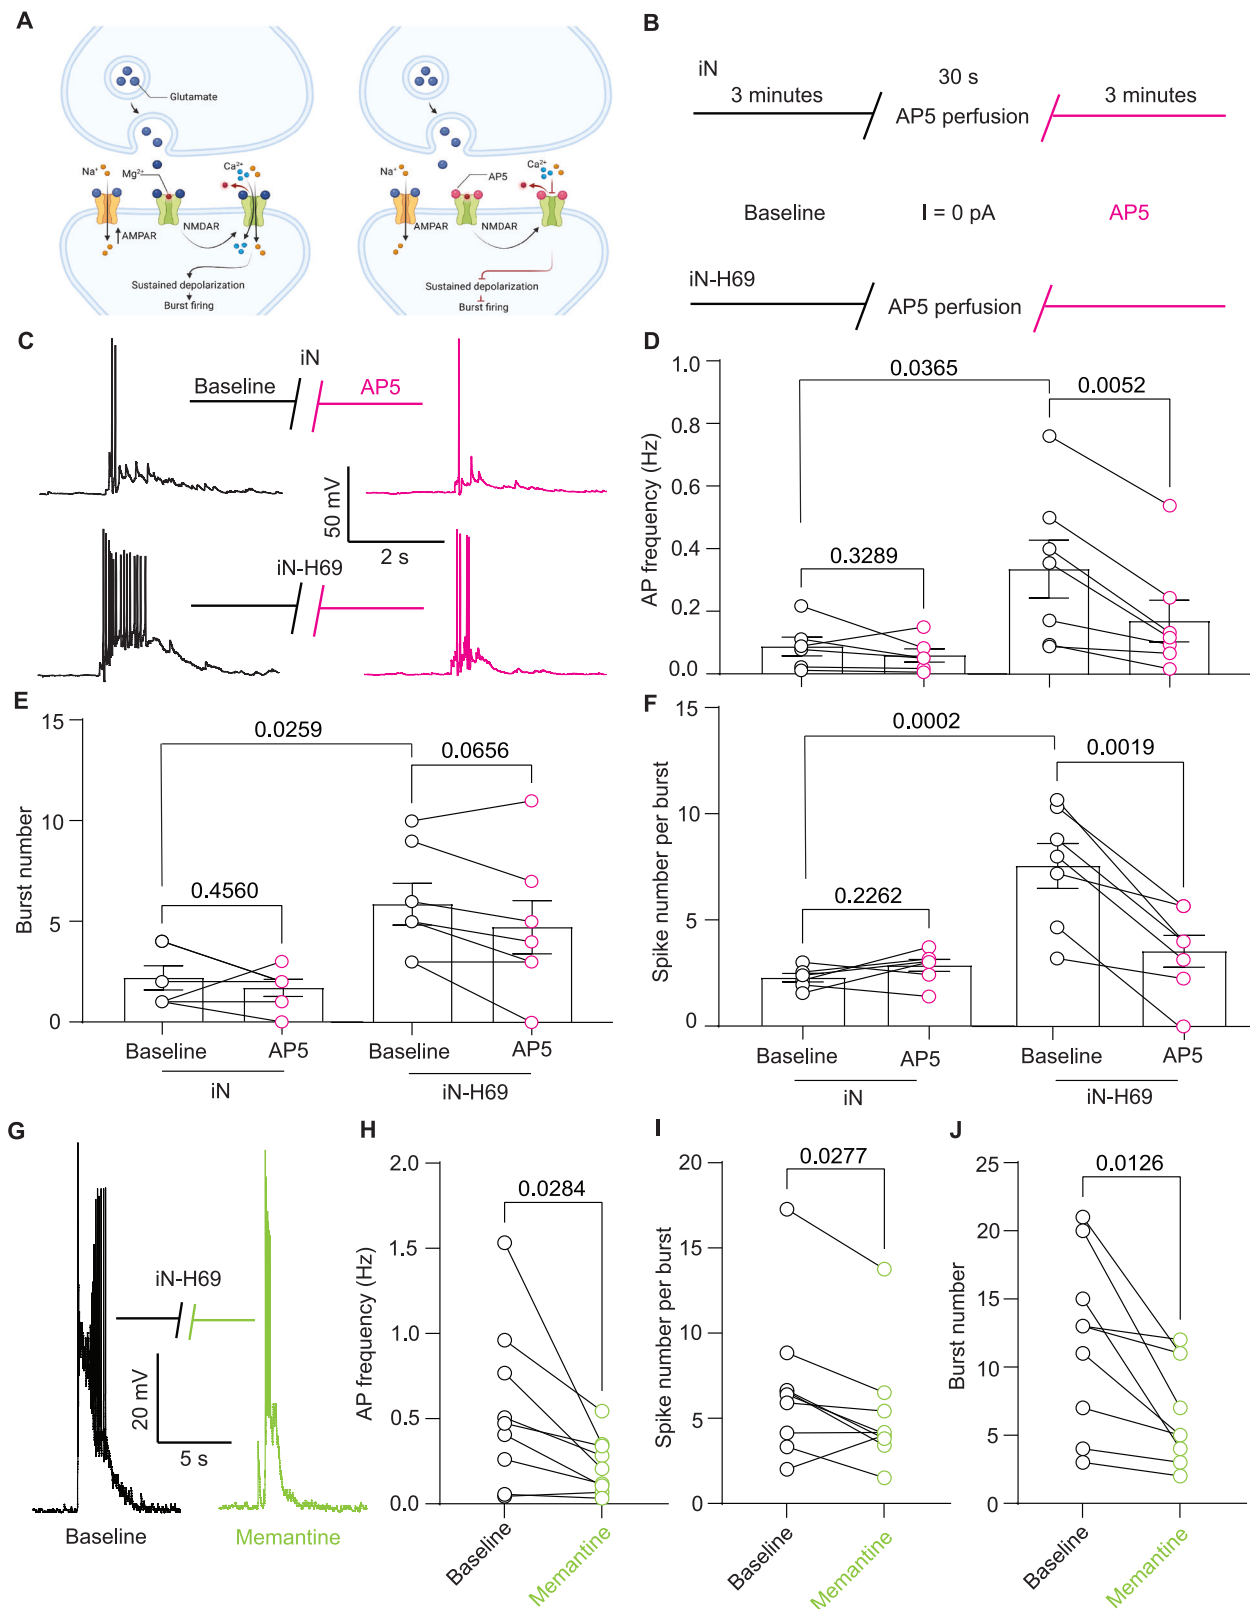 A
Glutamate
Na⁺
Mg²⁺
Ca²⁺
AMPAR
NMDAR
Sustained depolarization
Burst firing
Na⁺
AP5
Ca²⁺
AMPAR
NMDAR
Sustained depolarization
Burst firing
B
iN
3 minutes
30 s
AP5 perfusion
3 minutes
Baseline
I = 0 pA
AP5
iN-H69
AP5 perfusion
C
iN
Baseline
AP5
50 mV
2 s
iN-H69
D
AP frequency (Hz)
1.0
0.8
0.6
0.4
0.2
0.0
0.0365
0.0052
0.3289
E
Burst number
15
10
5
0
0.0259
0.0656
0.4560
Baseline
AP5
Baseline
AP5
iN
iN-H69
F
Spike number per burst
15
10
5
0
0.0002
0.0019
0.2262
Baseline
AP5
Baseline
AP5
iN
iN-H69
G
iN-H69
20 mV
5 s
Baseline
Memantine
H
AP frequency (Hz)
2.0
1.5
1.0
0.5
0.0
0.0284
Baseline
Memantine
I
Spike number per burst
20
15
10
5
0
0.0277
Baseline
Memantine
J
Burst number
25
20
15
10
5
0
0.0126
Baseline
Memantine